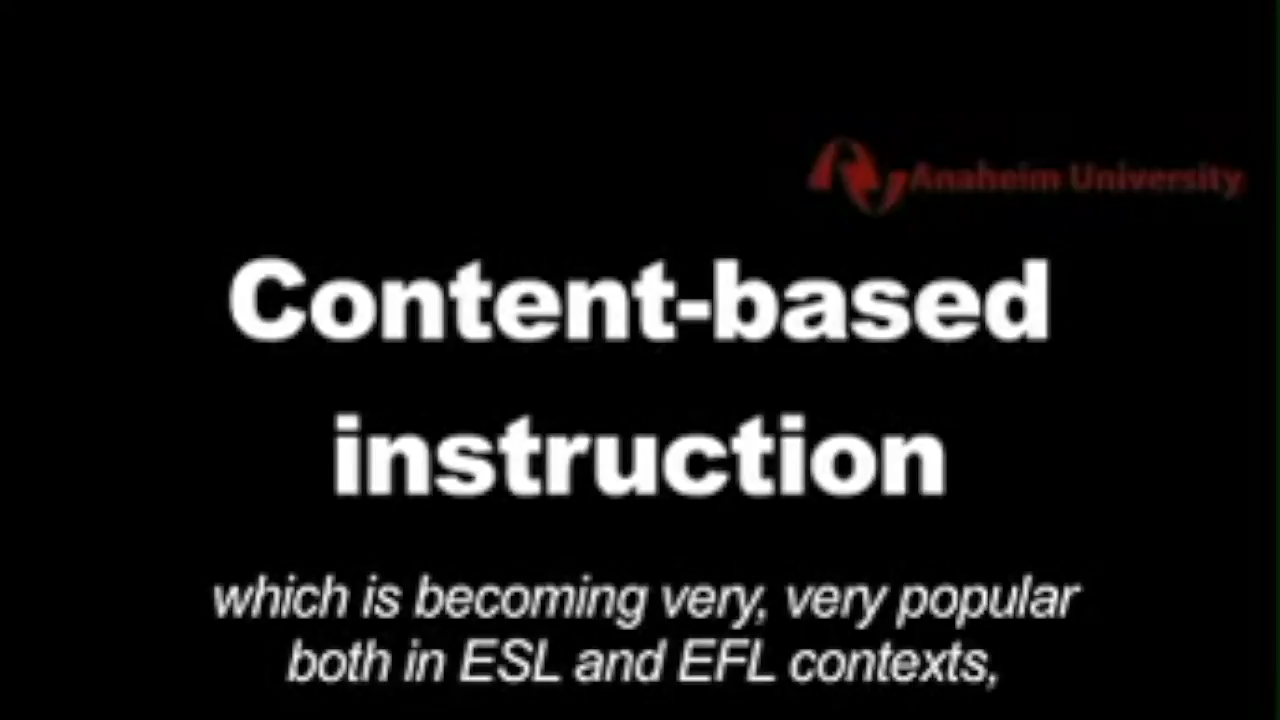 Anaheim University
Content-based
instruction
which is becoming very, very popular
both in ESL and EFL contexts,